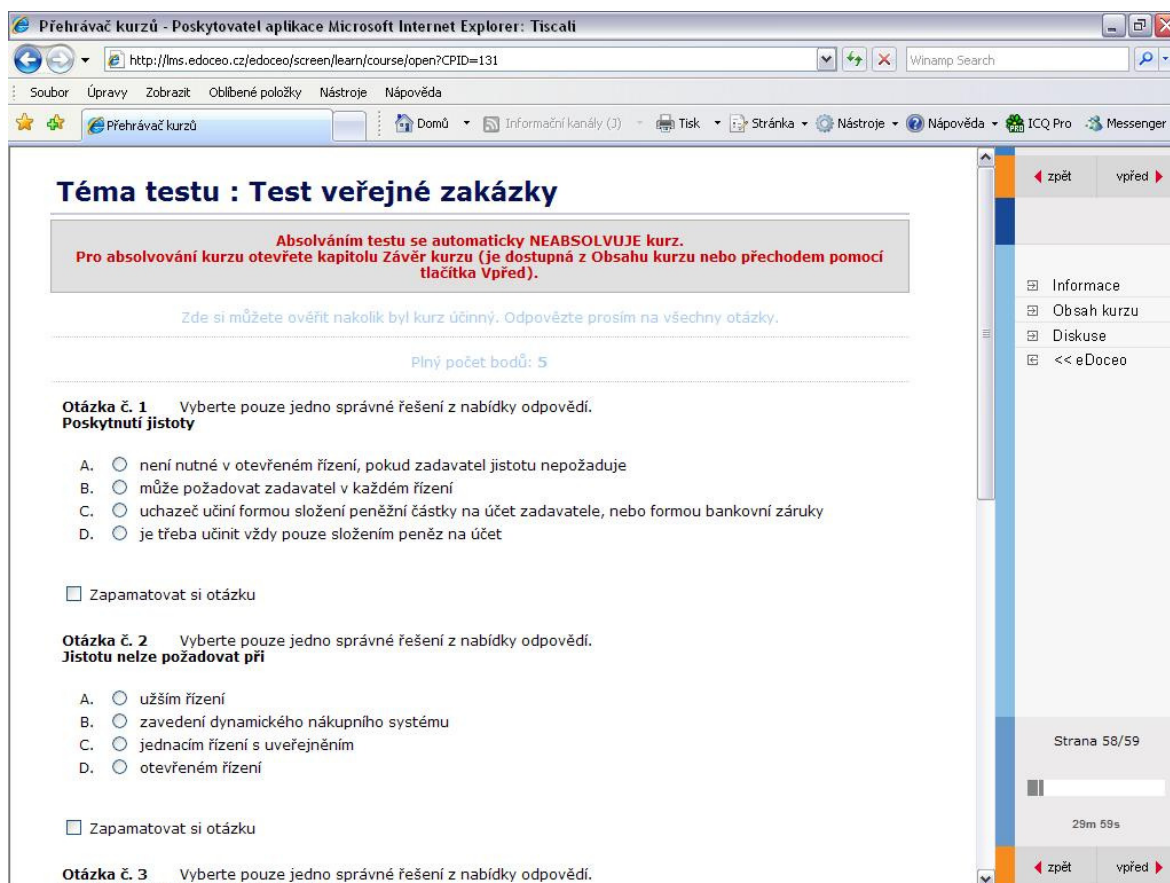 Přehrávač kurzů - Poskytovatel aplikace Microsoft Internet Explorer: Tiscali
http://lms.edoceo.cz/edoceo/screen/learn/course/open?CPID=131
Winamp Search
Soubor Úpravy Zobrazit Oblíbené položky Nástroje Nápověda
Přehrávač kurzů
Domů Informační kanály (J) Tisk Stránka Nástroje Nápověda ICQ Pro Messenger
Téma testu : Test veřejné zakázky
Absolváním testu se automaticky NEABSOLVUJE kurz.
Pro absolvování kurzu otevřete kapitolu Závěr kurzu (je dostupná z Obsahu kurzu nebo přechodem pomocí
tlačítka Vpřed).
Zde si můžete ověřit nakolik byl kurz účinný. Odpovězte prosím na všechny otázky.
Plný počet bodů: 5
Otázka č. 1 Vyberte pouze jedno správné řešení z nabídky odpovědí.
Poskytnutí jistoty
A. není nutné v otevřeném řízení, pokud zadavatel jistotu nepožaduje
B. může požadovat zadavatel v každém řízení
C. uchazeč učiní formou složení peněžní částky na účet zadavatele, nebo formou bankovní záruky
D. je třeba učinit vždy pouze složením peněz na účet
Zapamatovat si otázku
Otázka č. 2 Vyberte pouze jedno správné řešení z nabídky odpovědí.
Jistotu nelze požadovat při
A. užším řízení
B. zavedení dynamického nákupního systému
C. jednacím řízení s uveřejněním
D. otevřeném řízení
Zapamatovat si otázku
Otázka č. 3 Vyberte pouze jedno správné řešení z nabídky odpovědí.
zpět vpřed
Informace
Obsah kurzu
Diskuse
<< eDoceo
Strana 58/59
29m 59s
zpět vpřed